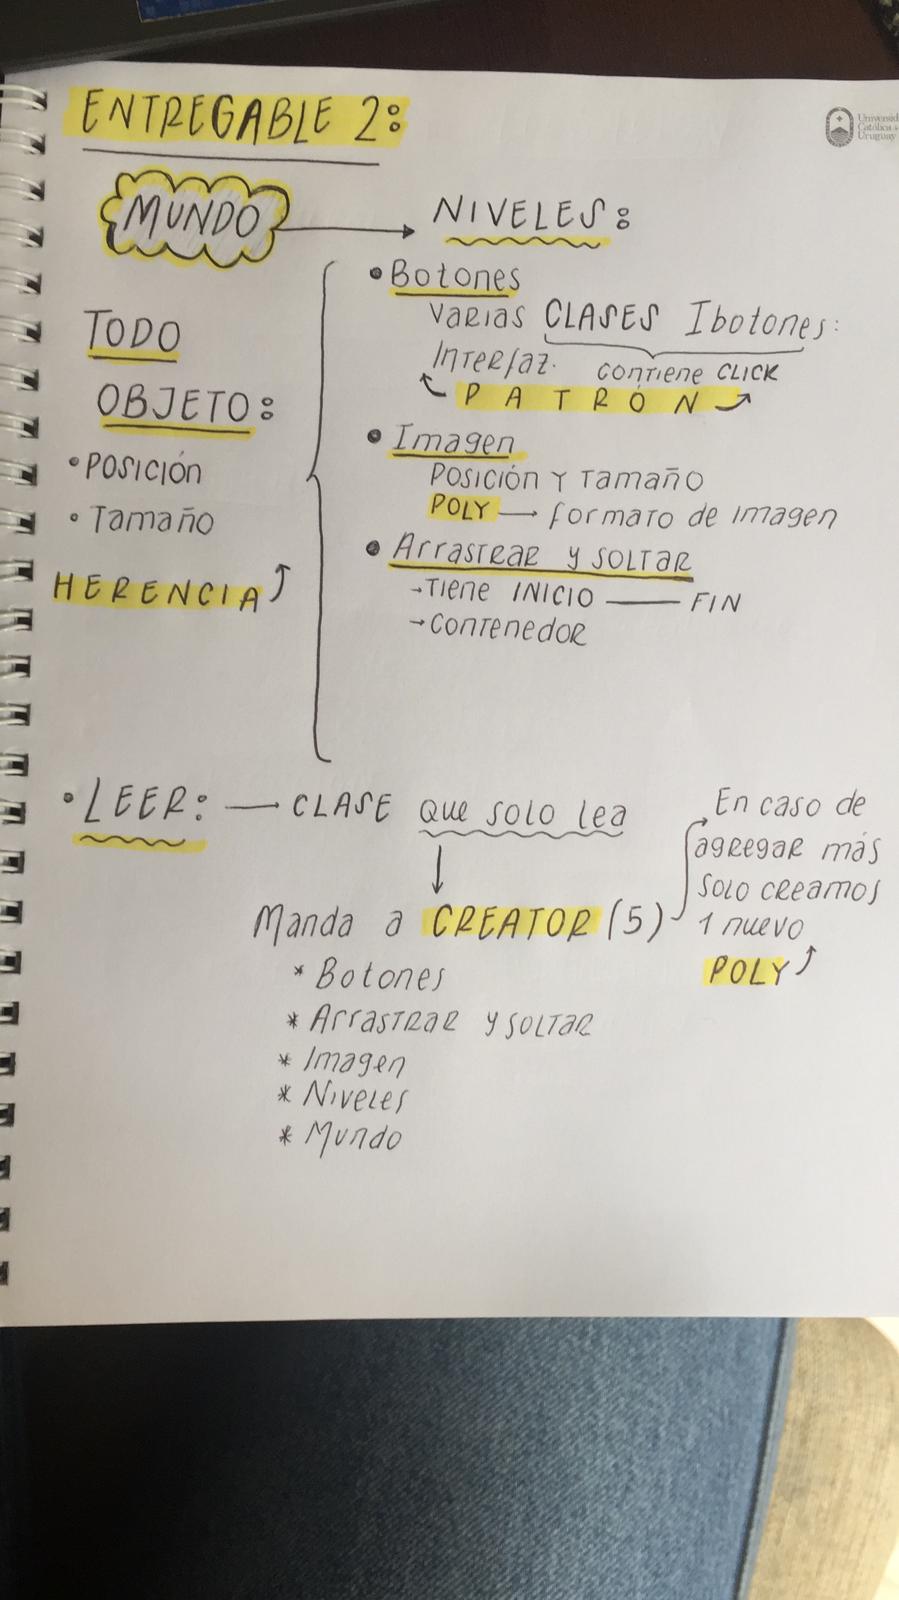 ENTREGABLE 2:
Universid
Católica
Uruguay
MUNDO
NIVELES:
TODO
OBJETO:
• POSICIÓN
• Tamaño
HERENCIA
• Botones
VARIAS CLASES Ibotones:
Interfaz.
CONTIENE CLICK
PATRÓN
• Imagen
POSICIÓN Y Tamaño
POLY → formato de imagen
• Arrastrar y soltar
→ Tiene INICIO — FIN
→ CONTENEDOR
• LEER: — CLASE que solo lea
Manda a CREATOR (5)
* Botones
* Arrastrar y soltar
* Imagen
* Niveles
* Mundo
En caso de
agregar más
solo creamos
1 nuevo
POLY